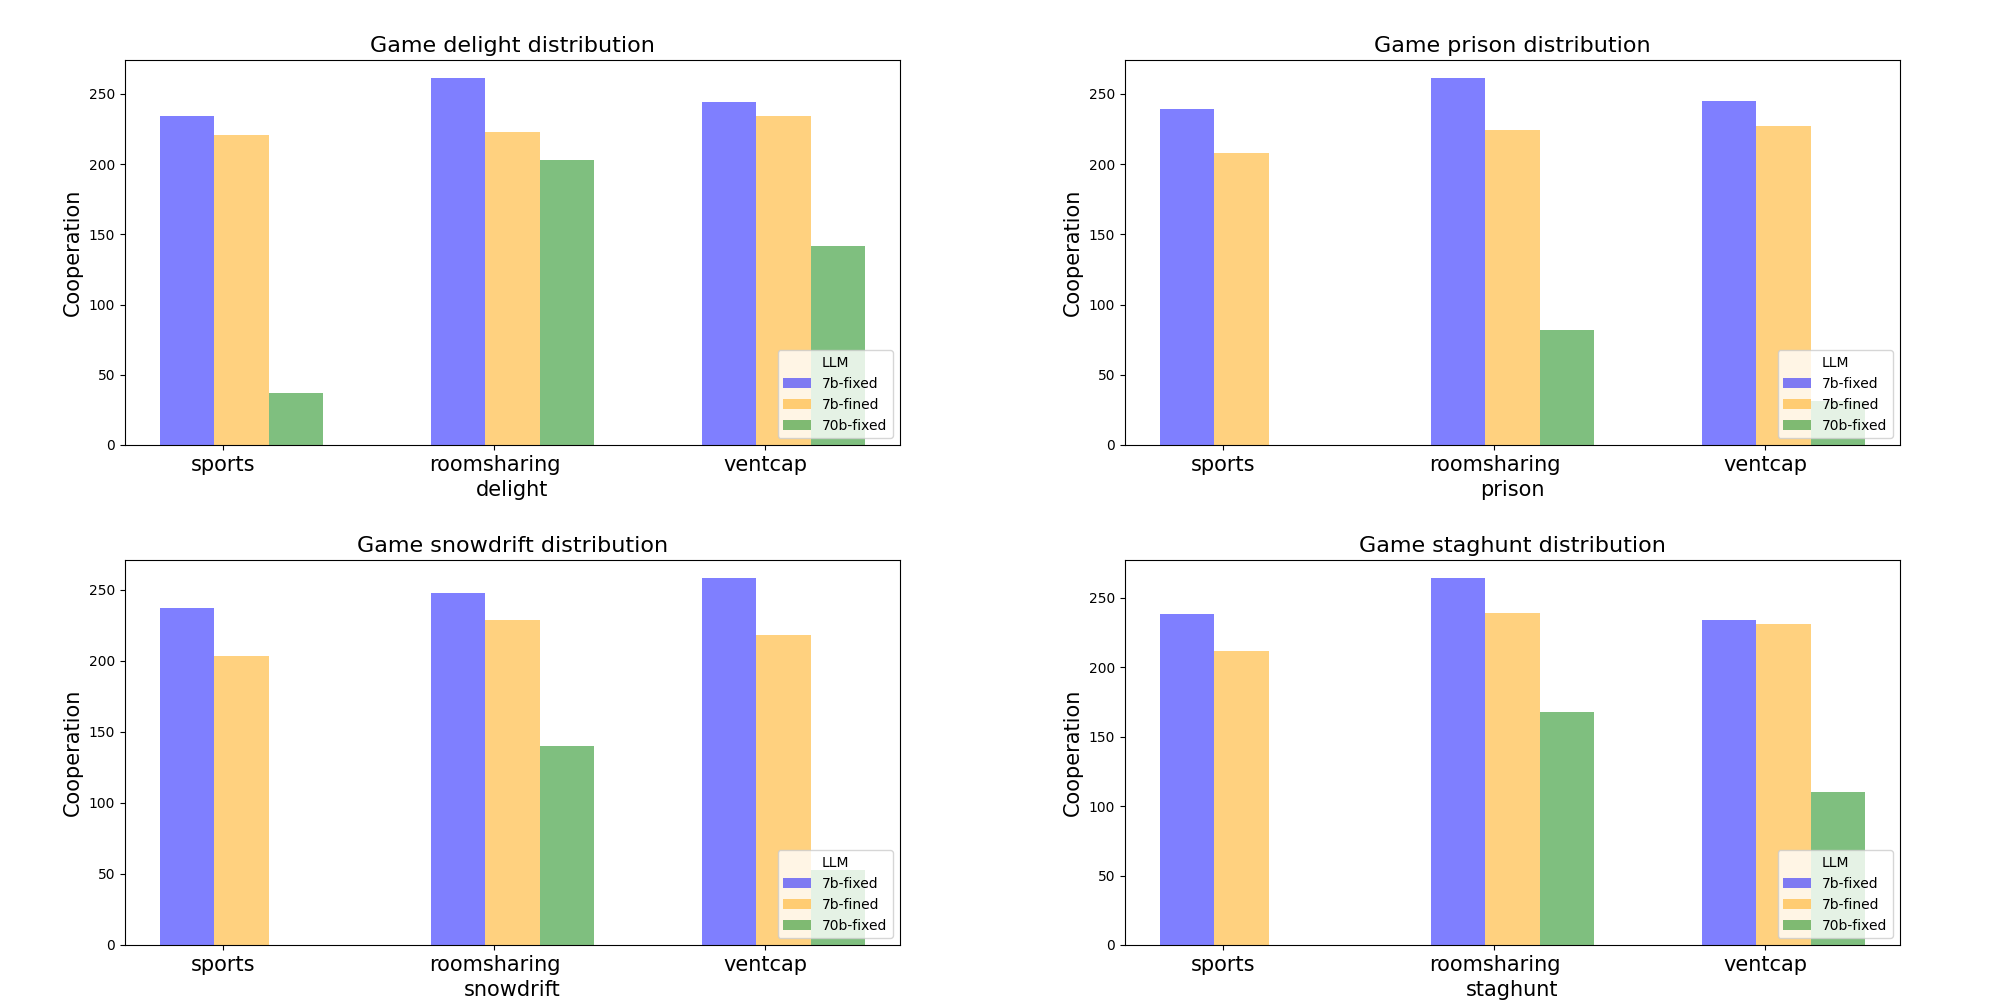 Game delight distribution
Cooperation
250
200
150
100
50
0
LLM
7b-fixed
7b-fined
70b-fixed
sports roomsharing ventcap
delight
Game prison distribution
Cooperation
250
200
150
100
50
0
LLM
7b-fixed
7b-fined
70b-fixed
sports roomsharing ventcap
prison
Game snowdrift distribution
Cooperation
250
200
150
100
50
0
LLM
7b-fixed
7b-fined
70b-fixed
sports roomsharing ventcap
snowdrift
Game staghunt distribution
Cooperation
250
200
150
100
50
0
LLM
7b-fixed
7b-fined
70b-fixed
sports roomsharing ventcap
staghunt